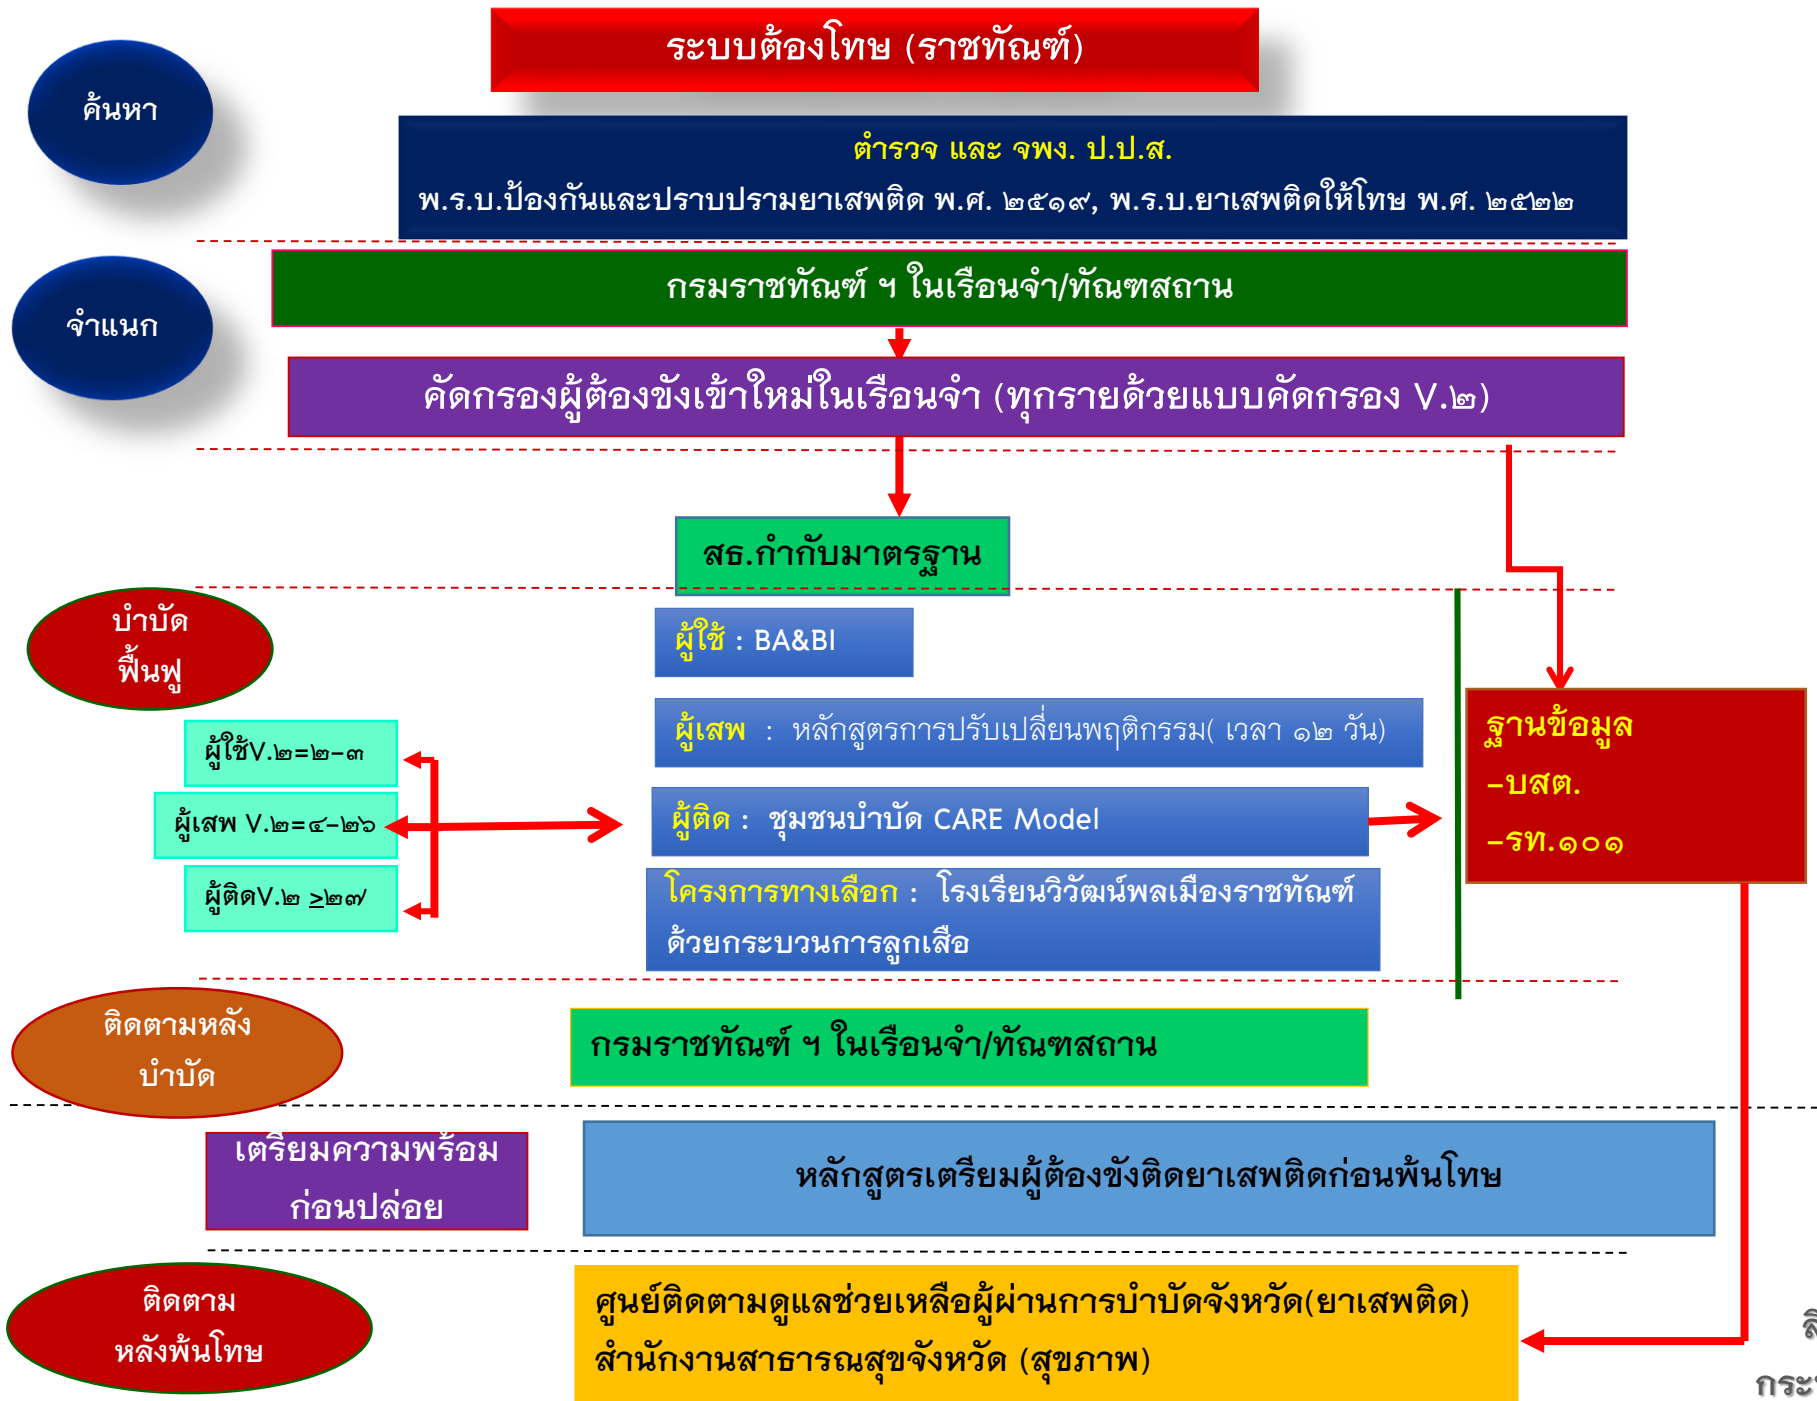 ระบบต้องโทษ (ราชทัณฑ์)
ค้นหา
ตำรวจ และ จพง. ป.ป.ส.
พ.ร.บ.ป้องกันและปราบปรามยาเสพติด พ.ศ. ๒๕๑๙, พ.ร.บ.ยาเสพติดให้โทษ พ.ศ. ๒๕๒๒
จำแนก
กรมราชทัณฑ์ ฯ ในเรือนจำ/ทัณฑสถาน
คัดกรองผู้ต้องขังเข้าใหม่ในเรือนจำ (ทุกรายด้วยแบบคัดกรอง V.๒)
สธ.กำกับมาตรฐาน
บำบัด
ฟื้นฟู
ผู้ใช้ : BA&BI
ผู้เสพ : หลักสูตรการปรับเปลี่ยนพฤติกรรม( เวลา ๑๒ วัน)
ผู้ติด : ชุมชนบำบัด CARE Model
โครงการทางเลือก : โรงเรียนวิวัฒน์พลเมืองราชทัณฑ์
ด้วยกระบวนการลูกเสือ
ผู้ใช้V.๒=๒-๓
ผู้เสพ V.๒=๔-๒๖
ผู้ติดV.๒ ≥๒๗
ฐานข้อมูล
-บสต.
-รท.๑๐๑
ติดตามหลัง
บำบัด
กรมราชทัณฑ์ ฯ ในเรือนจำ/ทัณฑสถาน
เตรียมความพร้อม
ก่อนปล่อย
หลักสูตรเตรียมผู้ต้องขังติดยาเสพติดก่อนพ้นโทษ
ติดตาม
หลังพ้นโทษ
ศูนย์ติดตามดูแลช่วยเหลือผู้ผ่านการบำบัดจังหวัด(ยาเสพติด)
สำนักงานสาธารณสุขจังหวัด (สุขภาพ)